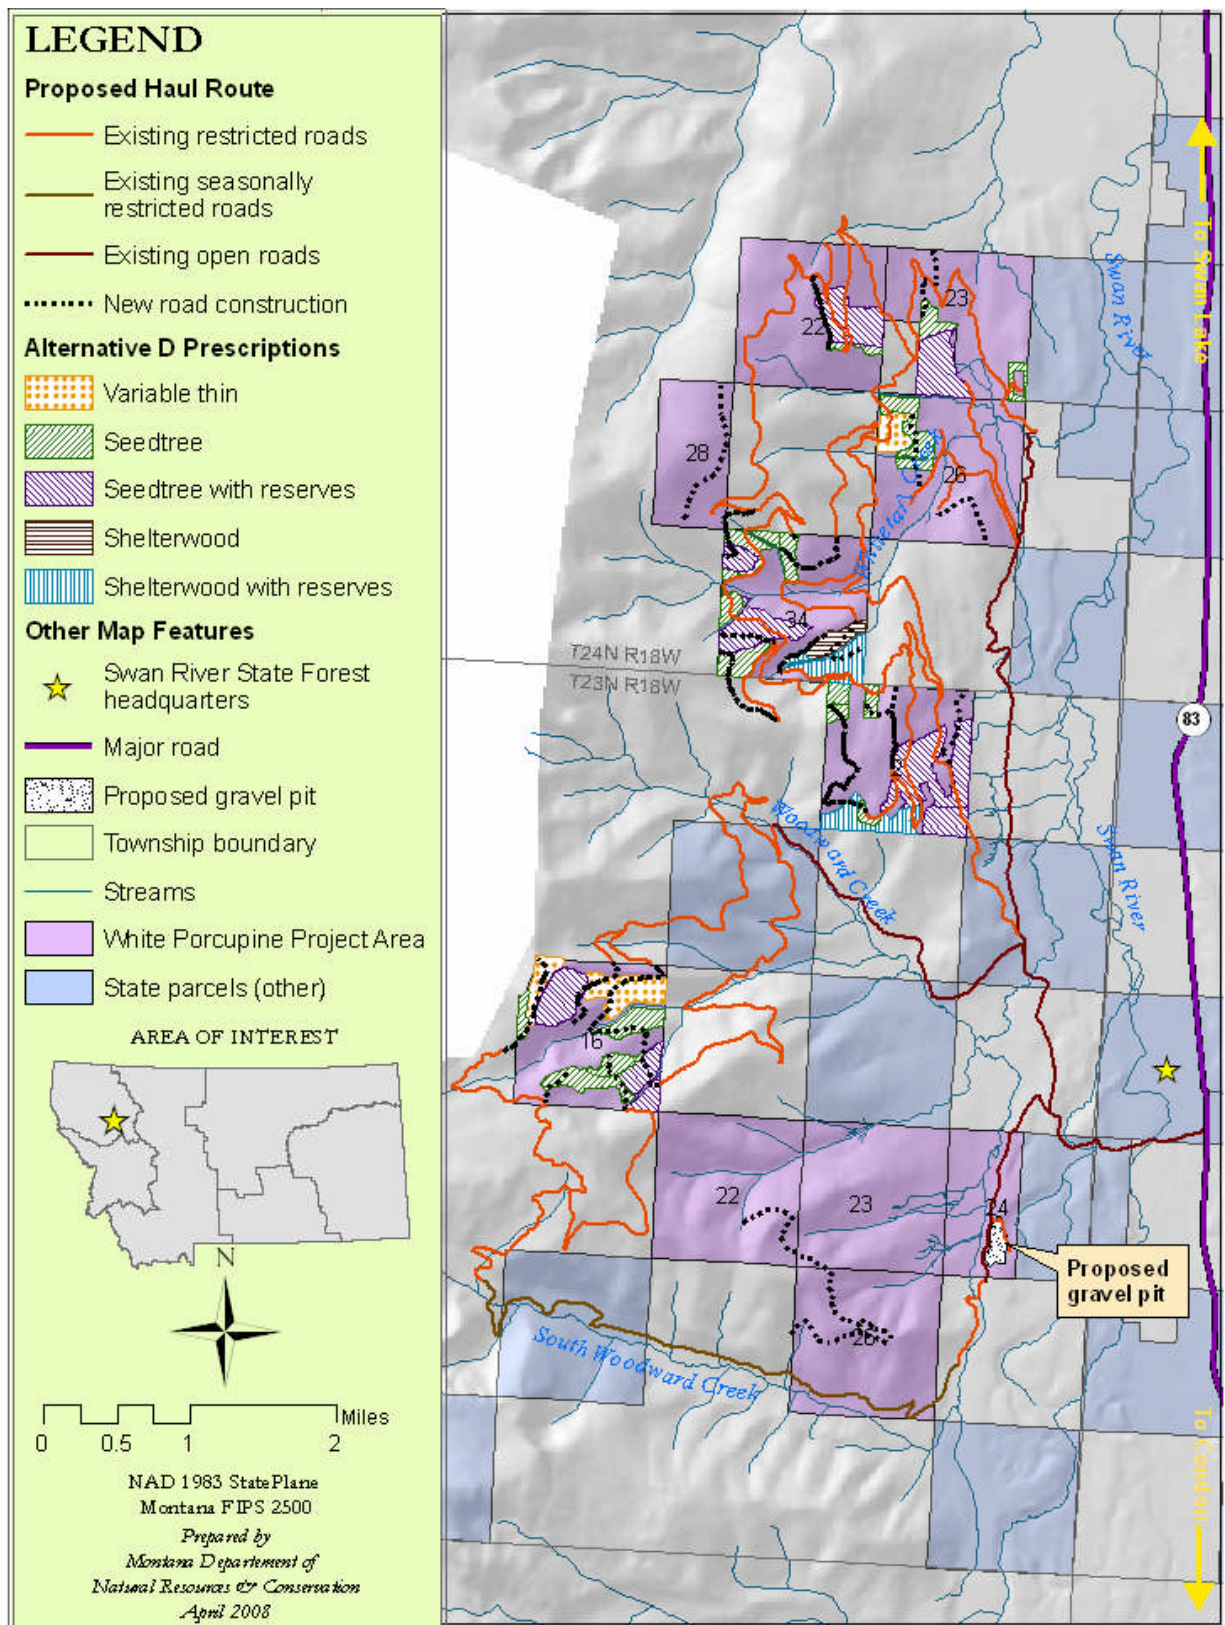 LEGEND
Proposed Haul Route
Existing restricted roads
Existing seasonally
restricted roads
Existing open roads
New road construction
Alternative D Prescriptions
Variable thin
Seedtree
Seedtree with reserves
Shelterwood
Shelterwood with reserves
Other Map Features
Swan River State Forest
headquarters
Major road
Proposed gravel pit
Township boundary
Streams
White Porcupine Project Area
State parcels (other)
AREA OF INTEREST
N
Miles
0 0.5 1 2
NAD 1983 StatePlane
Montana FIPS 2500
Prepared by
Montana Departement of
Natural Resources & Conservation
April 2008
To Swan Lake
Swan River
23
22
28
26
Whitetail Creek
34
T24N R18W
T23N R18W
83
Woodward Creek
Swan River
16
22
23
24
Proposed
gravel pit
26
South Woodward Creek
To Condon